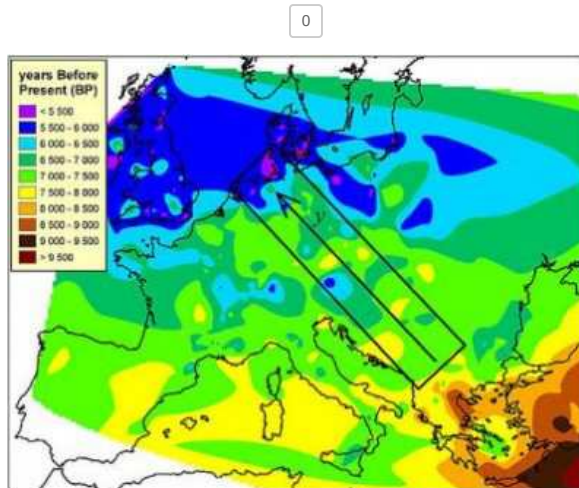 0
years Before
Present (BP)
< 5 500
5 500 - 6 000
6 000 - 6 500
6 500 - 7 000
7 000 - 7 500
7 500 - 8 000
8 000 - 8 500
8 500 - 9 000
9 000 - 9 500
> 9 500
y